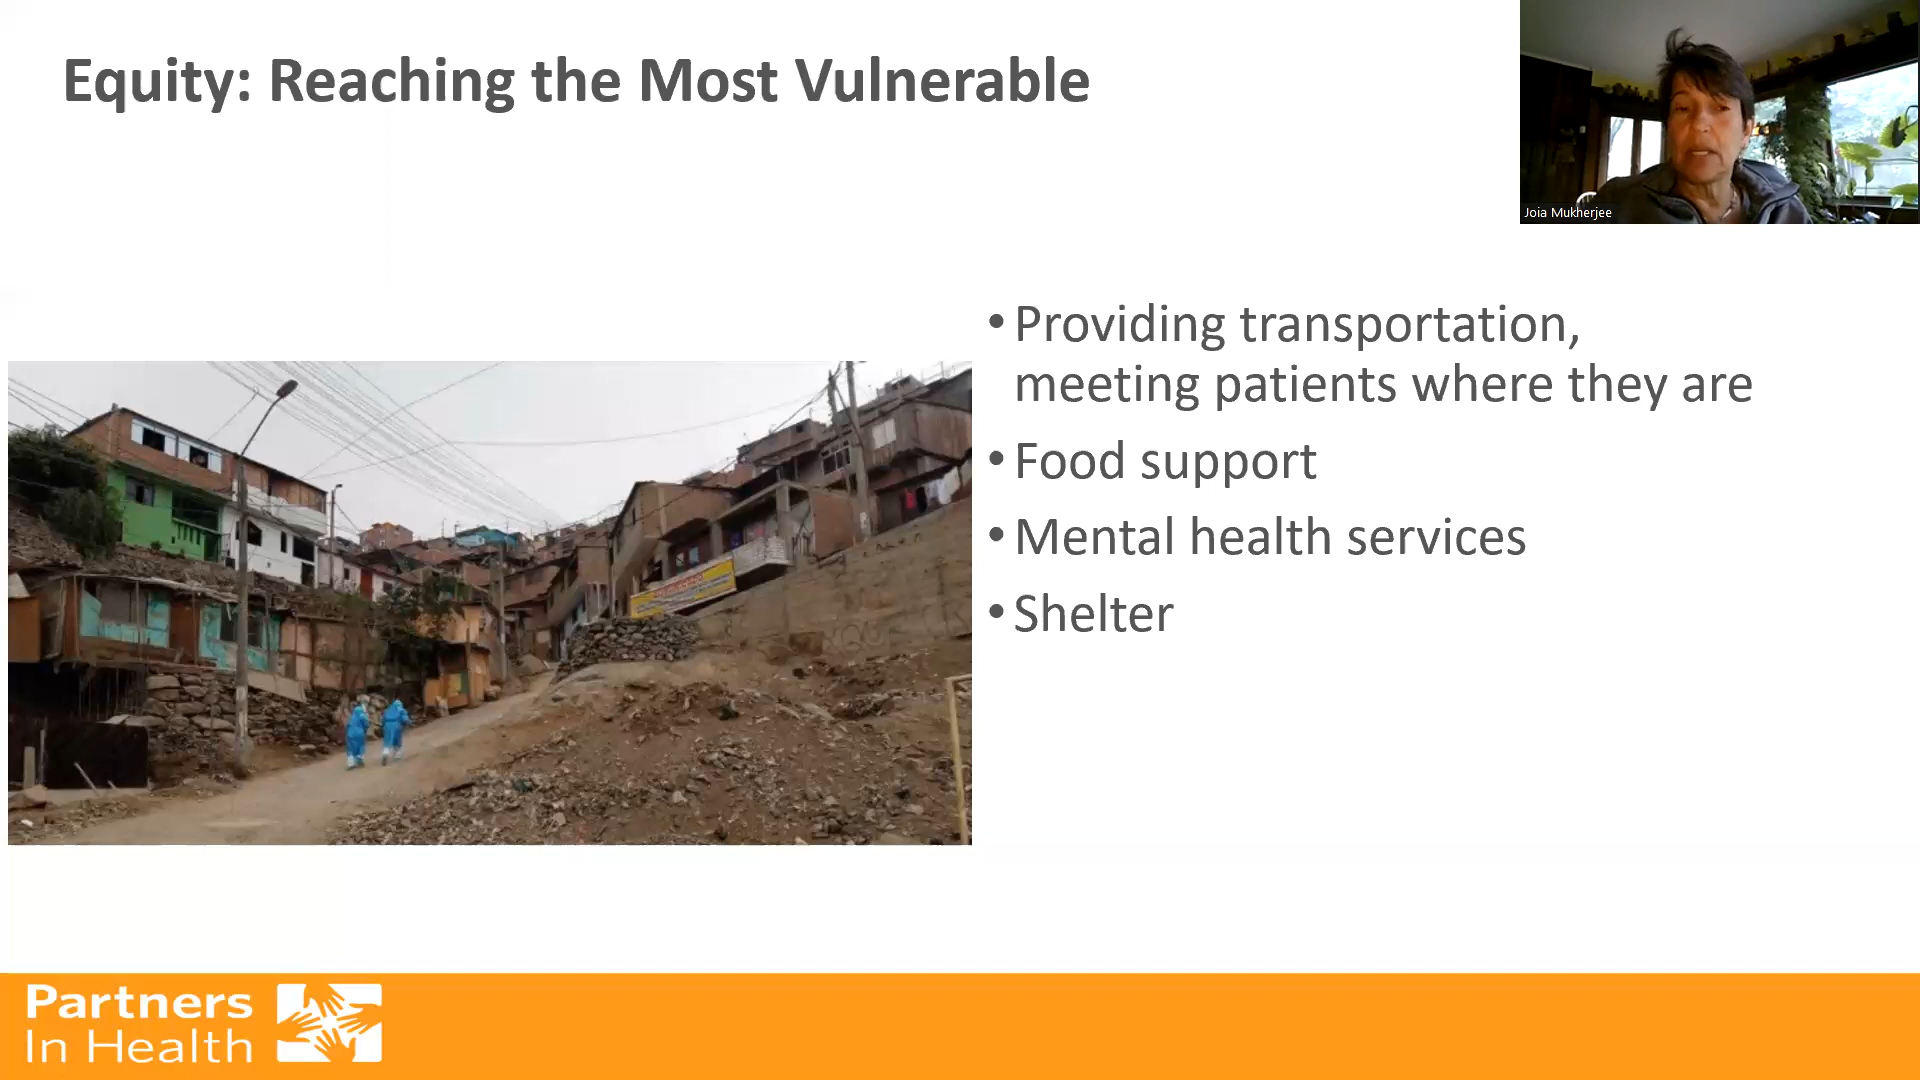 Equity: Reaching the Most Vulnerable
Joia Mukherjee
• Providing transportation,
meeting patients where they are
• Food support
• Mental health services
• Shelter
Partners
In Health